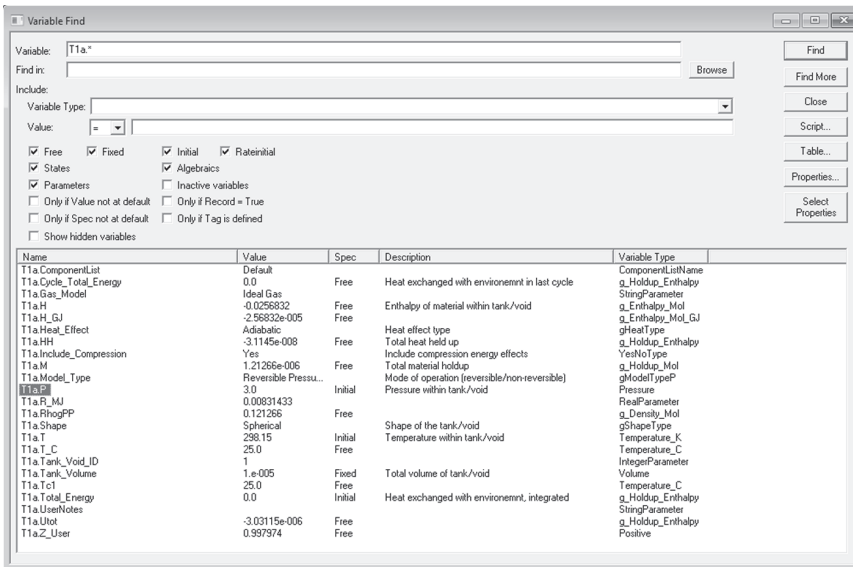 Variable Find
Variable: T1a.* Find
Find in: Browse Find More
Include:
Variable Type: Close
Value: = Script...
Free Fixed Initial Rateinitial Table...
States Algebraics
Parameters Inactive variables Properties...
Only if Value not at default Only if Record = True
Only if Spec not at default Only if Tag is defined Select Properties
Show hidden variables
Name Value Spec Description Variable Type
T1a.ComponentList Default ComponentListName
T1a.Cycle_Total_Energy 0.0 Free Heat exchanged with environemnt in last cycle g_Holdup_Enthalpy
T1a.Gas_Model Ideal Gas StringParameter
T1a.H -0.0256832 Free Enthalpy of material within tank/void g_Enthalpy_Mol
T1a.H_GJ -2.56832e-005 Free g_Enthalpy_Mol_GJ
T1a.Heat_Effect Adiabatic Heat effect type gHeatType
T1a.HH -3.1145e-008 Free Total heat held up g_Holdup_Enthalpy
T1a.Include_Compression Yes Include compression energy effects YesNoType
T1a.M 1.21266e-006 Free Total material holdup g_Holdup_Mol
T1a.Model_Type Reversible Pressu... Mode of operation (reversible/non-reversible) gModelTypeP
T1a.P 3.0 Initial Pressure within tank/void Pressure
T1a.R_MJ 0.00831433 RealParameter
T1a.RhogPP 0.121266 Free g_Density_Mol
T1a.Shape Spherical Shape of the tank/void gShapeType
T1a.T 298.15 Initial Temperature within tank/void Temperature_K
T1a.T_C 25.0 Free Temperature_C
T1a.Tank_Void_ID 1 IntegerParameter
T1a.Tank_Volume 1.e-005 Fixed Total volume of tank/void Volume
T1a.Tc1 25.0 Free Temperature_C
T1a.Total_Energy 0.0 Initial Heat exchanged with environemnt, integrated g_Holdup_Enthalpy
T1a.UserNotes StringParameter
T1a.Utot -3.03115e-006 Free g_Holdup_Enthalpy
T1a.Z_User 0.997974 Free Positive